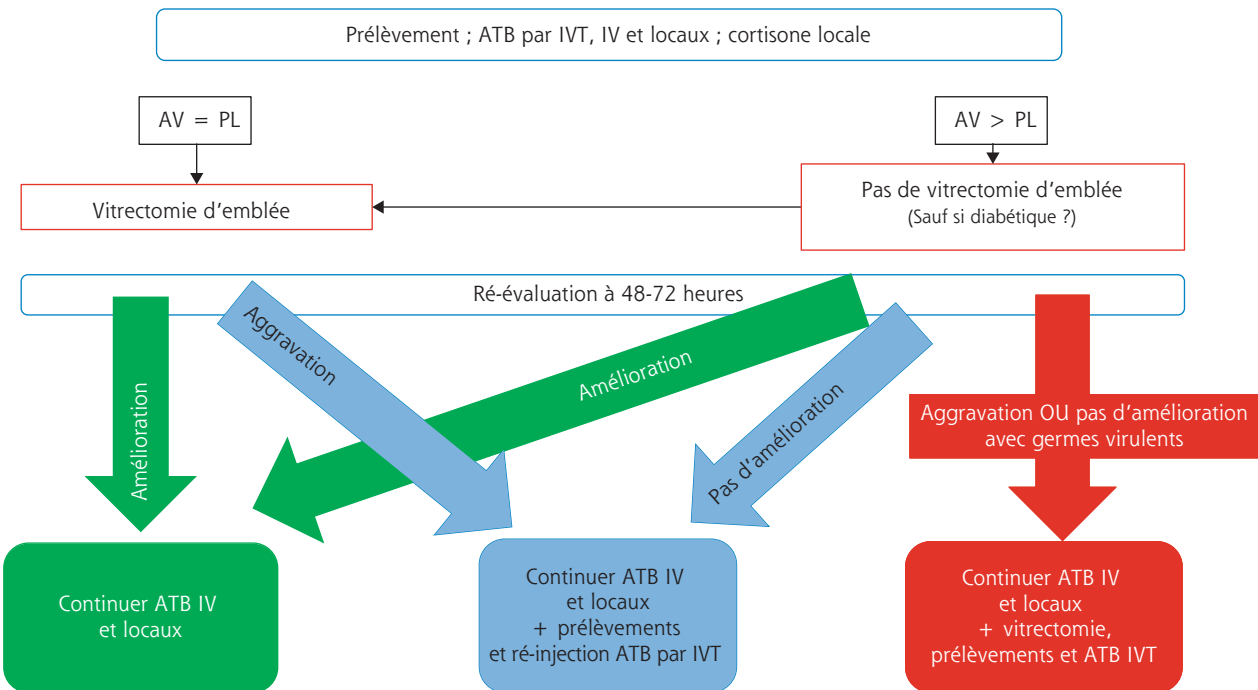 Prélèvement ; ATB par IVT, IV et locaux ; cortisone locale
AV = PL
AV > PL
Vitrectomie d'emblée
Pas de vitrectomie d'emblée
(Sauf si diabétique ?)
Ré-évaluation à 48-72 heures
Amélioration
Aggravation
Amélioration
Pas d'amélioration
Aggravation OU pas d'amélioration
avec germes virulents
Continuer ATB IV
et locaux
Continuer ATB IV
et locaux
+ prélèvements
et ré-injection ATB par IVT
Continuer ATB IV
et locaux
+ vitrectomie,
prélèvements et ATB IVT